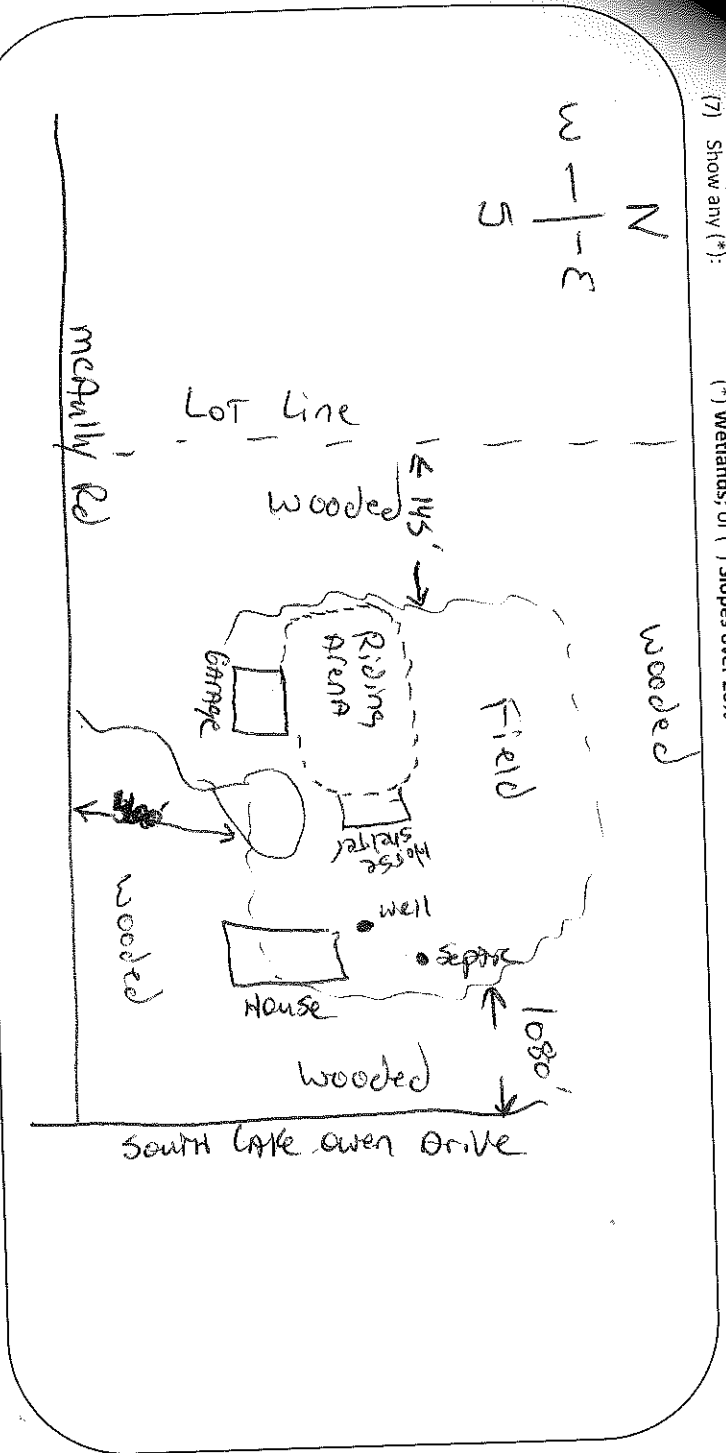 (7) Show any (*):
(*) Wetlands; or (*) Slopes over 20%
N
W
E
S
Wooded
LOT Line
wooded
145'
Field
Riding
Arena
GARAGE
Horse
shelter
well
Septic
House
1080'
wooded
wooded
Rd
South Lake Owen Drive